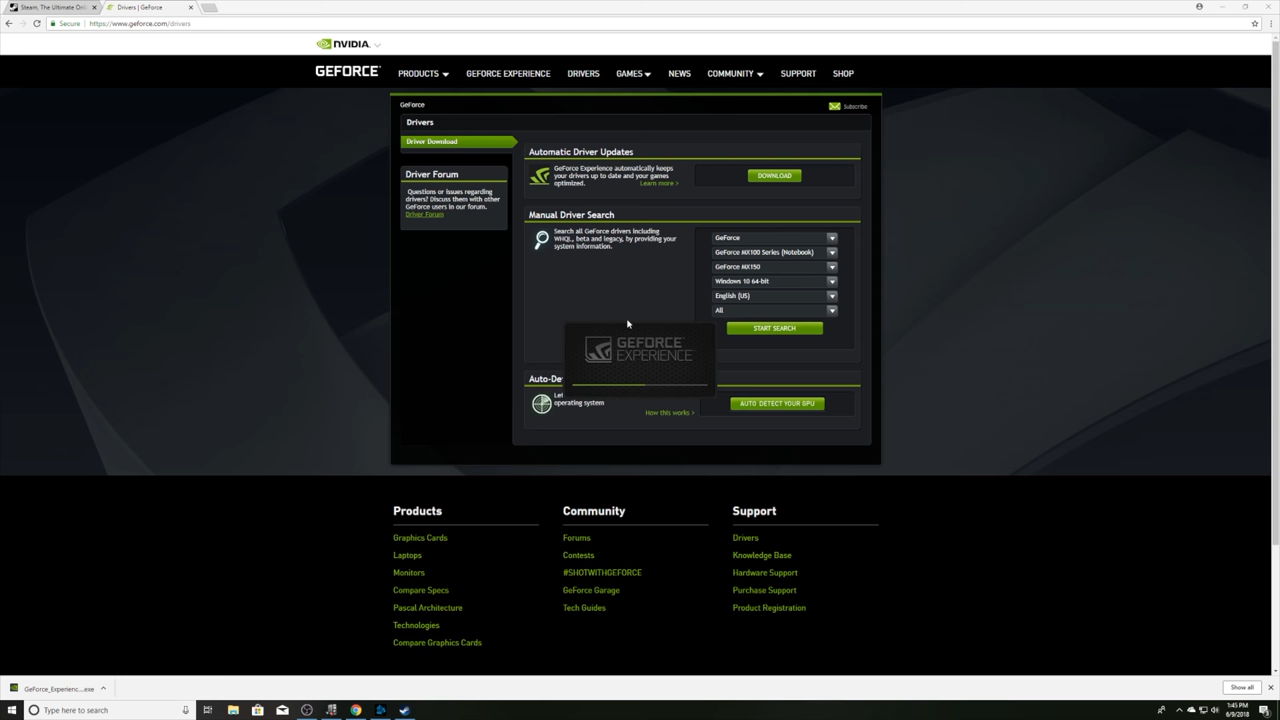 Steam, The Ultimate Onl
Drivers | GeForce
Secure
https://www.geforce.com/drivers
NVIDIA.
GEFORCE
PRODUCTS
GEFORCE EXPERIENCE
DRIVERS
GAMES
NEWS
COMMUNITY
SUPPORT
SHOP
GeForce
Subscribe
Drivers
Driver Download
Driver Forum
Questions or issues regarding
drivers? Discuss them with other
GeForce users in our forum.
Driver Forum
Automatic Driver Updates
GeForce Experience automatically keeps
your drivers up to date and your games
optimized.
Learn more >
DOWNLOAD
Manual Driver Search
Search all GeForce drivers including
WHQL, beta and legacy, by providing your
system information.
GeForce
GeForce MX100 Series (Notebook)
GeForce MX150
Windows 10 64-bit
English (US)
All
START SEARCH
GEFORCE
EXPERIENCE
Auto-De
Let
operating system
How this works >
AUTO DETECT YOUR GPU
Products
Graphics Cards
Laptops
Monitors
Compare Specs
Pascal Architecture
Technologies
Compare Graphics Cards
Community
Forums
Contests
#SHOTWITHGEFORCE
GeForce Garage
Tech Guides
Support
Drivers
Knowledge Base
Hardware Support
Purchase Support
Product Registration
GeForce_Experienc....exe
Show all
Type here to search
1:45 PM
6/9/2018